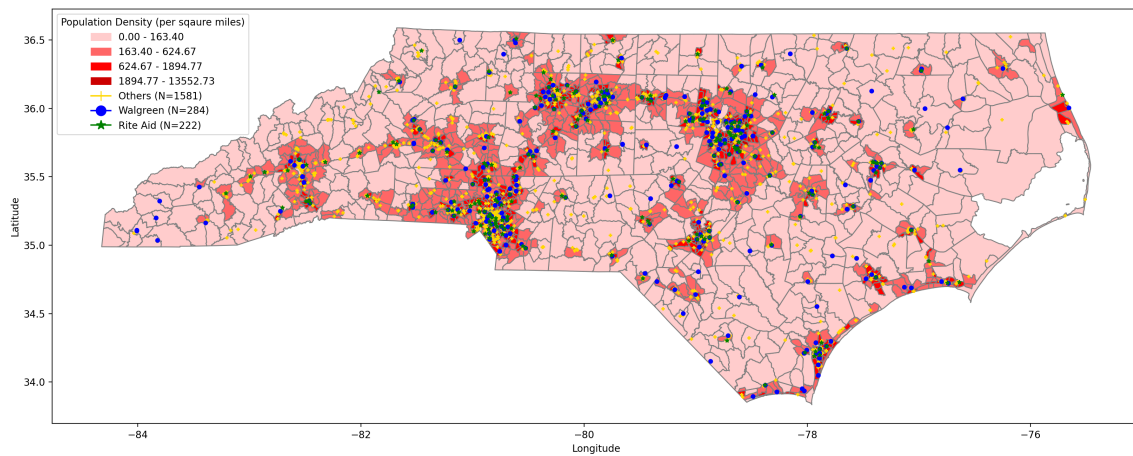 Population Density (per sqaure miles)
0.00 - 163.40
163.40 - 624.67
624.67 - 1894.77
1894.77 - 13552.73
Others (N=1581)
Walgreen (N=284)
Rite Aid (N=222)
36.5
36.0
35.5
35.0
34.5
34.0
Latitude
−84
−82
−80
−78
−76
Longitude